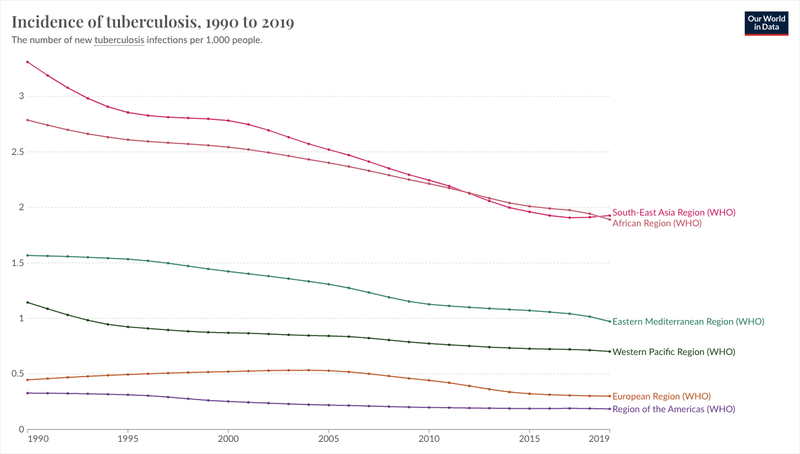 Incidence of tuberculosis, 1990 to 2019
Our World
in Data
The number of new tuberculosis infections per 1,000 people.
3
2.5
2
1.5
1
0.5
0
South-East Asia Region (WHO)
African Region (WHO)
Eastern Mediterranean Region (WHO)
Western Pacific Region (WHO)
European Region (WHO)
Region of the Americas (WHO)
1990 1995 2000 2005 2010 2015 2019